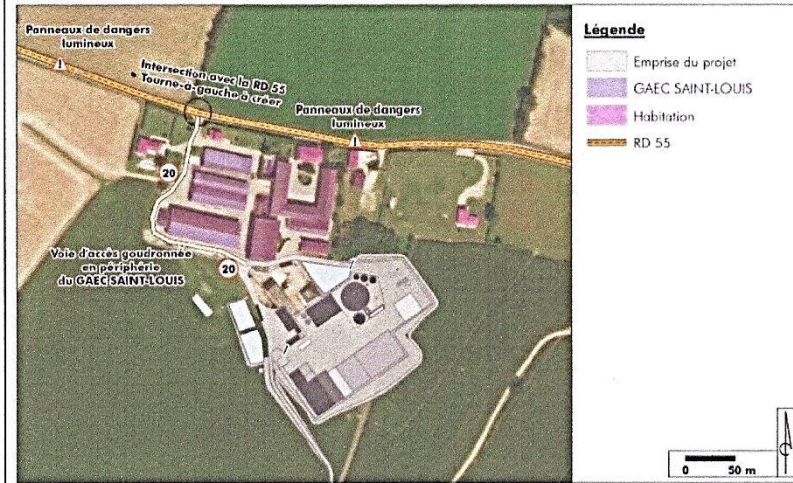 Panneaux de dangers
lumineux
Intersection avec la RD 55
• Tourne-à-gauche à créer
Panneaux de dangers
lumineux
20
Voie d'accès goudronnée
en périphérie
du GAEC SAINT-LOUIS
20
Légende
Emprise du projet
GAEC SAINT-LOUIS
Habitation
RD 55
0 50 m